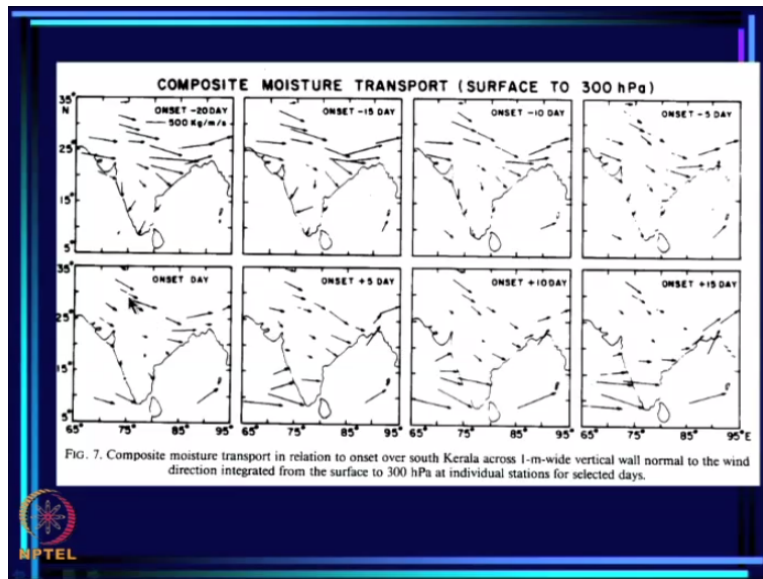 COMPOSITE MOISTURE TRANSPORT (SURFACE TO 300 hPa)
35°
N
25°
15°
5°
ONSET -20DAY
500 Kg/m/s
ONSET -15 DAY
ONSET -10 DAY
ONSET -5 DAY
35°
25°
15°
5°
ONSET DAY
ONSET +5 DAY
ONSET +10DAY
ONSET +15 DAY
65° 75° 85° 95° 65° 75° 85° 95° 65° 75° 85° 95° 65° 75° 85° 95°E
FIG. 7. Composite moisture transport in relation to onset over south Kerala across 1-m-wide vertical wall normal to the wind
direction integrated from the surface to 300 hPa at individual stations for selected days.
NPTEL